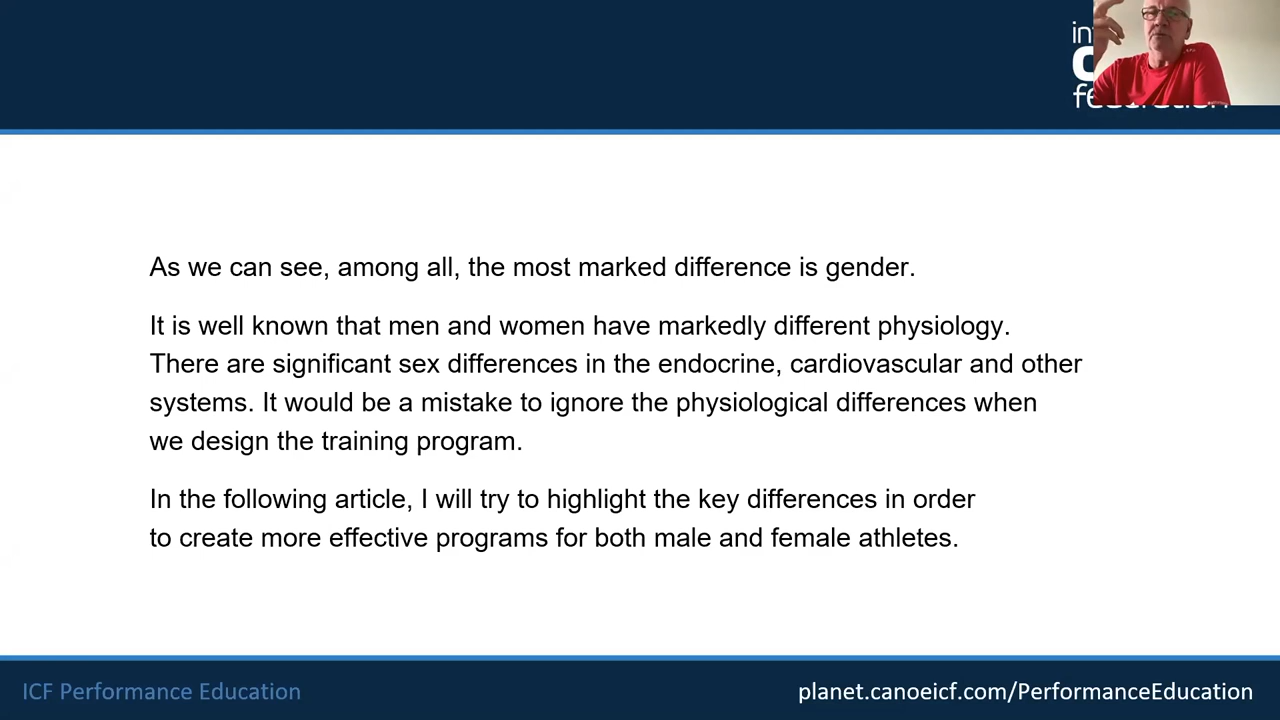 As we can see, among all, the most marked difference is gender.
It is well known that men and women have markedly different physiology.
There are significant sex differences in the endocrine, cardiovascular and other
systems. It would be a mistake to ignore the physiological differences when
we design the training program.
In the following article, I will try to highlight the key differences in order
to create more effective programs for both male and female athletes.
ICF Performance Education
planet.canoeicf.com/PerformanceEducation